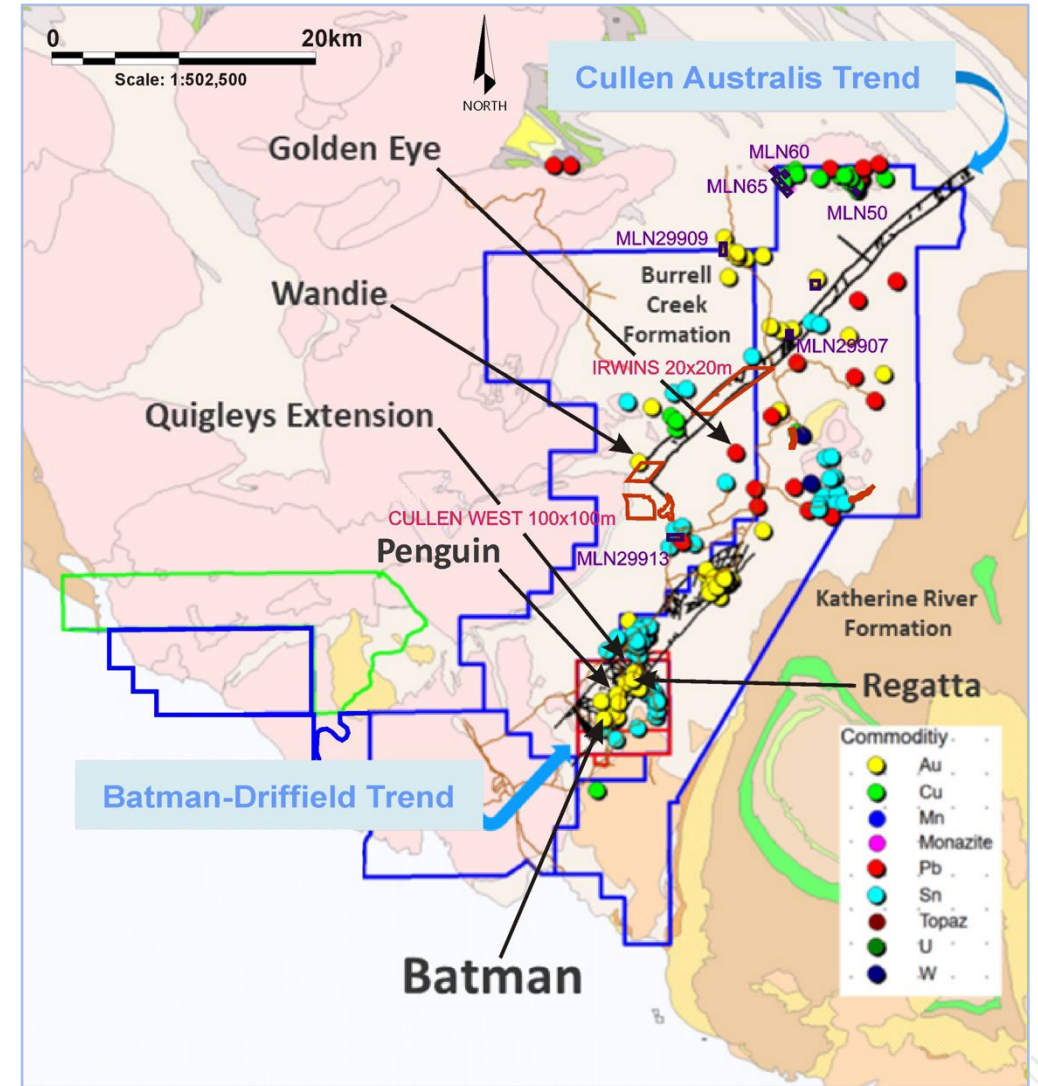 0 20km
Scale: 1:502,500
NORTH
Cullen Australis Trend
Golden Eye
MLN60
MLN65
MLN50
MLN29909
Burrell
Creek
Formation
Wandie
MLN29907
IRWINS 20x20m
Quigleys Extension
CULLEN WEST 100x100m
Penguin
MLN29913
Katherine River
Formation
Regatta
Batman-Driffield Trend
Batman
Commoditiy
Au
Cu
Mn
Monazite
Pb
Sn
Topaz
U
W